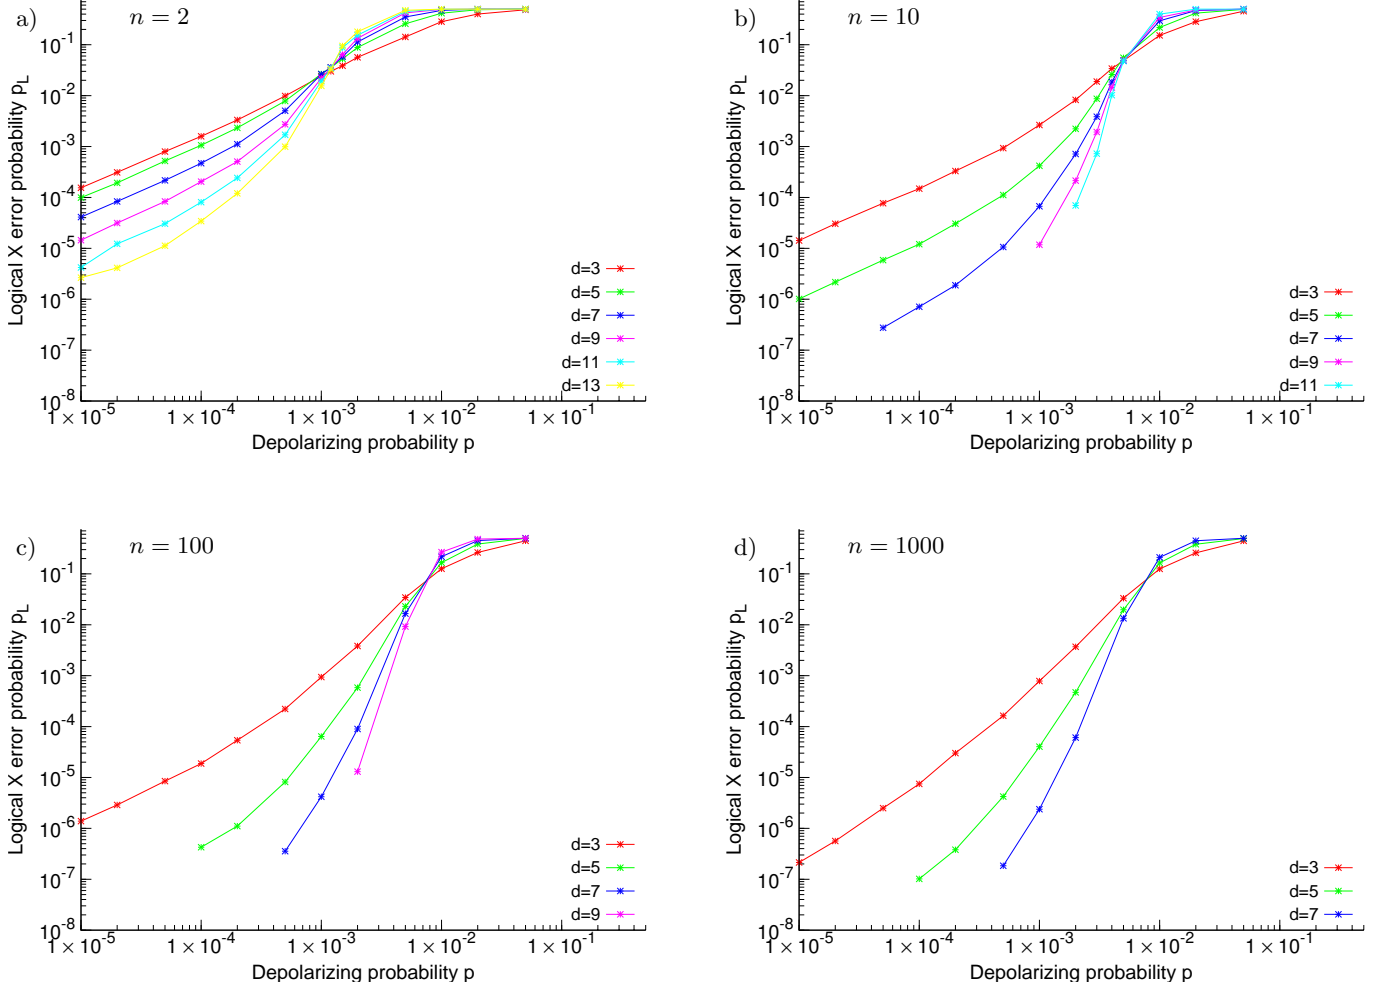 a)
n = 2
Logical X error probability p_L
10^-1
10^-2
10^-3
10^-4
10^-5
10^-6
10^-7
10^-8
d=3
d=5
d=7
d=9
d=11
d=13
1 × 10^-5
1 × 10^-4
1 × 10^-3
1 × 10^-2
1 × 10^-1
Depolarizing probability p
b)
n = 10
Logical X error probability p_L
10^-1
10^-2
10^-3
10^-4
10^-5
10^-6
10^-7
10^-8
d=3
d=5
d=7
d=9
d=11
1 × 10^-5
1 × 10^-4
1 × 10^-3
1 × 10^-2
1 × 10^-1
Depolarizing probability p
c)
n = 100
Logical X error probability p_L
10^-1
10^-2
10^-3
10^-4
10^-5
10^-6
10^-7
10^-8
d=3
d=5
d=7
d=9
1 × 10^-5
1 × 10^-4
1 × 10^-3
1 × 10^-2
1 × 10^-1
Depolarizing probability p
d)
n = 1000
Logical X error probability p_L
10^-1
10^-2
10^-3
10^-4
10^-5
10^-6
10^-7
10^-8
d=3
d=5
d=7
1 × 10^-5
1 × 10^-4
1 × 10^-3
1 × 10^-2
1 × 10^-1
Depolarizing probability p